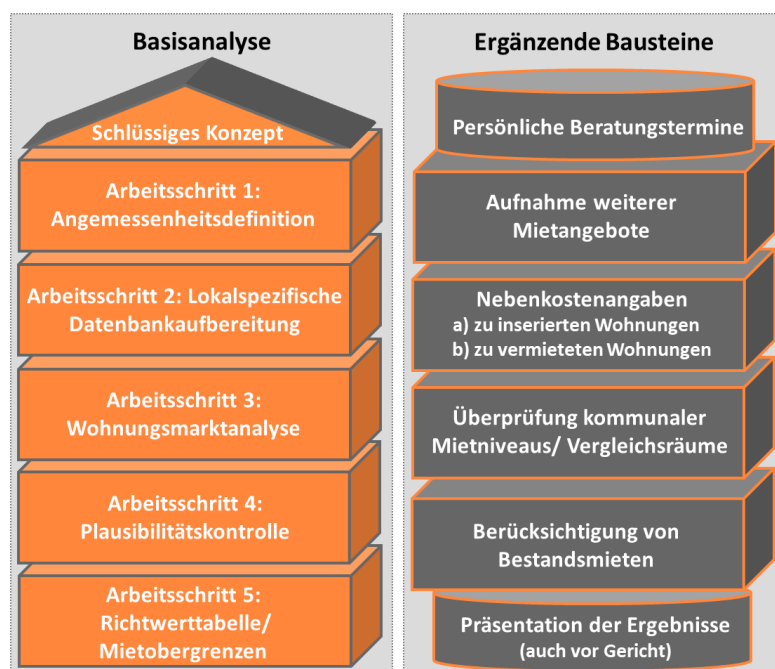 Basisanalyse
Schlüssiges Konzept
Arbeitsschritt 1:
Angemessenheitsdefinition
Arbeitsschritt 2: Lokalspezifische
Datenbankaufbereitung
Arbeitsschritt 3:
Wohnungsmarktanalyse
Arbeitsschritt 4:
Plausibilitätskontrolle
Arbeitsschritt 5:
Richtwerttabelle/
Mietobergrenzen
Ergänzende Bausteine
Persönliche Beratungstermine
Aufnahme weiterer
Mietangebote
Nebenkostenangaben
a) zu inserierten Wohnungen
b) zu vermieteten Wohnungen
Überprüfung kommunaler
Mietniveaus/ Vergleichsräume
Berücksichtigung von
Bestandsmieten
Präsentation der Ergebnisse
(auch vor Gericht)